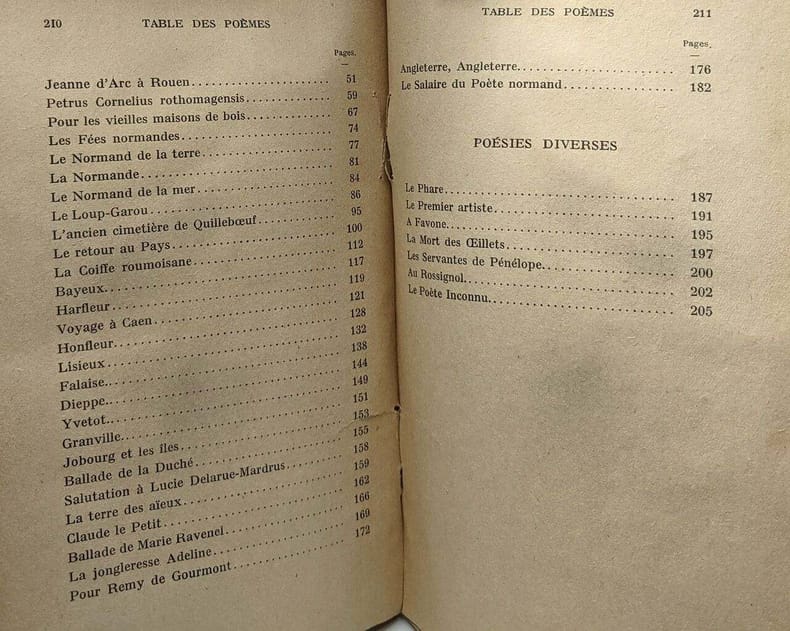 210 TABLE DES POÈMES
Pages.
Jeanne d'Arc à Rouen 51
Petrus Cornelius rothomagensis 59
Pour les vieilles maisons de bois 67
Les Fées normandes 74
Le Normand de la terre 77
La Normande 81
Le Normand de la mer 84
Le Loup-Garou 86
L'ancien cimetière de Quillebœuf 95
Le retour au Pays 100
La Coiffe roumoisane 112
Bayeux 117
Harfleur 119
Voyage à Caen 121
Honfleur 128
Lisieux 132
Falaise 138
Dieppe 144
Yvetot 149
Granville 151
Jobourg et les îles 153
Ballade de la Duché 155
Salutation à Lucie Delarue-Mardrus 158
La terre des aïeux 159
Claude le Petit 162
Ballade de Marie Ravenel 166
La jongleresse Adeline 169
Pour Remy de Gourmont 172
TABLE DES POÈMES 211
Pages.
Angleterre, Angleterre 176
Le Salaire du Poète normand 182
POÉSIES DIVERSES
Le Phare 187
Le Premier artiste 191
A Favone 195
La Mort des Œillets 197
Les Servantes de Pénélope 200
Au Rossignol 202
Le Poète Inconnu 205